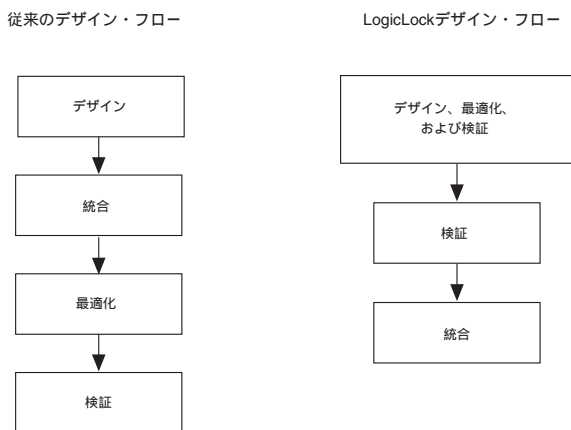 従来のデザイン・フロー
デザイン
統合
最適化
検証
LogicLockデザイン・フロー
デザイン、最適化、
および検証
検証
統合